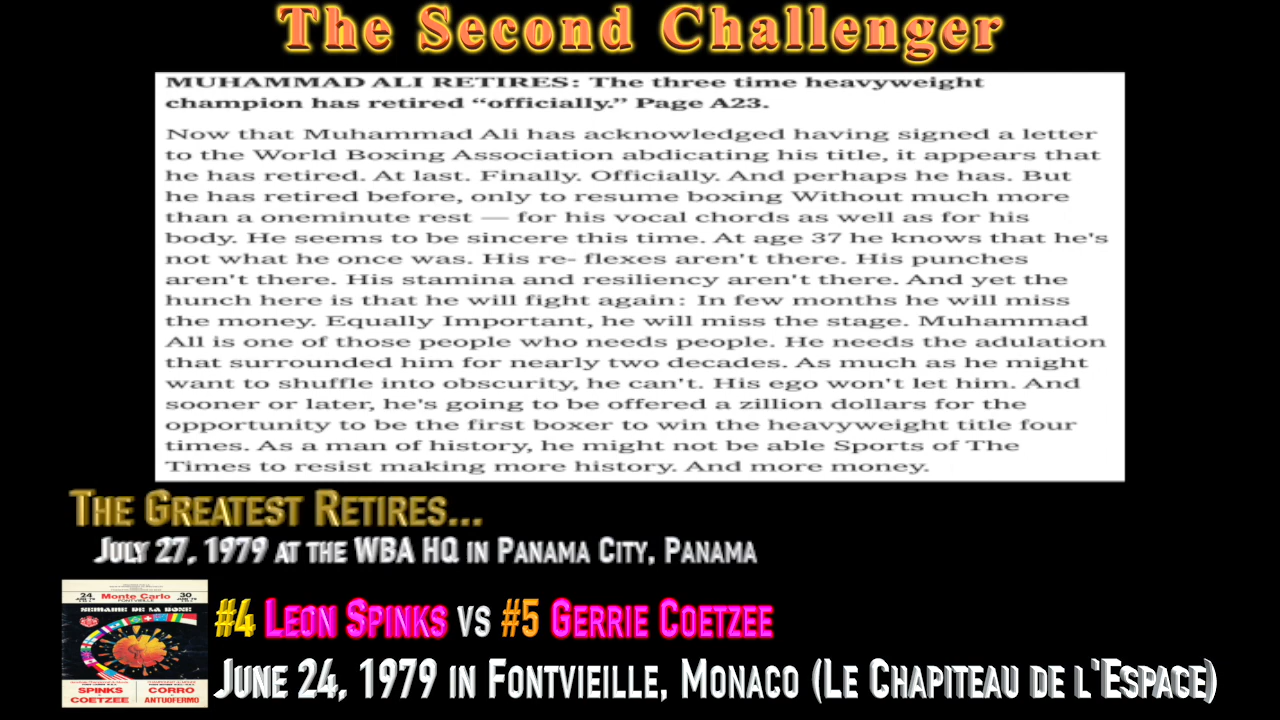 The Second Challenger
MUHAMMAD ALI RETIRES: The three time heavyweight
champion has retired “officially.” Page A23.
Now that Muhammad Ali has acknowledged having signed a letter
to the World Boxing Association abdicating his title, it appears that
he has retired. At last. Finally. Officially. And perhaps he has. But
he has retired before, only to resume boxing Without much more
than a oneminute rest — for his vocal chords as well as for his
body. He seems to be sincere this time. At age 37 he knows that he's
not what he once was. His re- flexes aren't there. His punches
aren't there. His stamina and resiliency aren't there. And yet the
hunch here is that he will fight again: In few months he will miss
the money. Equally Important, he will miss the stage. Muhammad
All is one of those people who needs people. He needs the adulation
that surrounded him for nearly two decades. As much as he might
want to shuffle into obscurity, he can't. His ego won't let him. And
sooner or later, he's going to be offered a zillion dollars for the
opportunity to be the first boxer to win the heavyweight title four
times. As a man of history, he might not be able Sports of The
Times to resist making more history. And more money.
The Greatest Retires...
July 27, 1979 at the WBA HQ in Panama City, Panama
24 Monte Carlo 30
FONTVIEILLE
SEMAINE DE LA BOXE
SPINKS CORRO
COETZEE ANTUOFERMO
#4 Leon Spinks vs #5 Gerrie Coetzee
June 24, 1979 in Fontvieille, Monaco (Le Chapiteau de l'Espace)